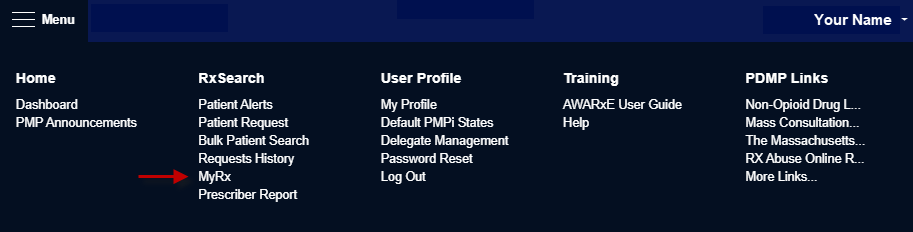 Menu
Your Name
Home
Dashboard
PMP Announcements
RxSearch
Patient Alerts
Patient Request
Bulk Patient Search
Requests History
MyRx
Prescriber Report
User Profile
My Profile
Default PMPi States
Delegate Management
Password Reset
Log Out
Training
AWARxE User Guide
Help
PDMP Links
Non-Opioid Drug L...
Mass Consultation...
The Massachusetts...
RX Abuse Online R...
More Links...